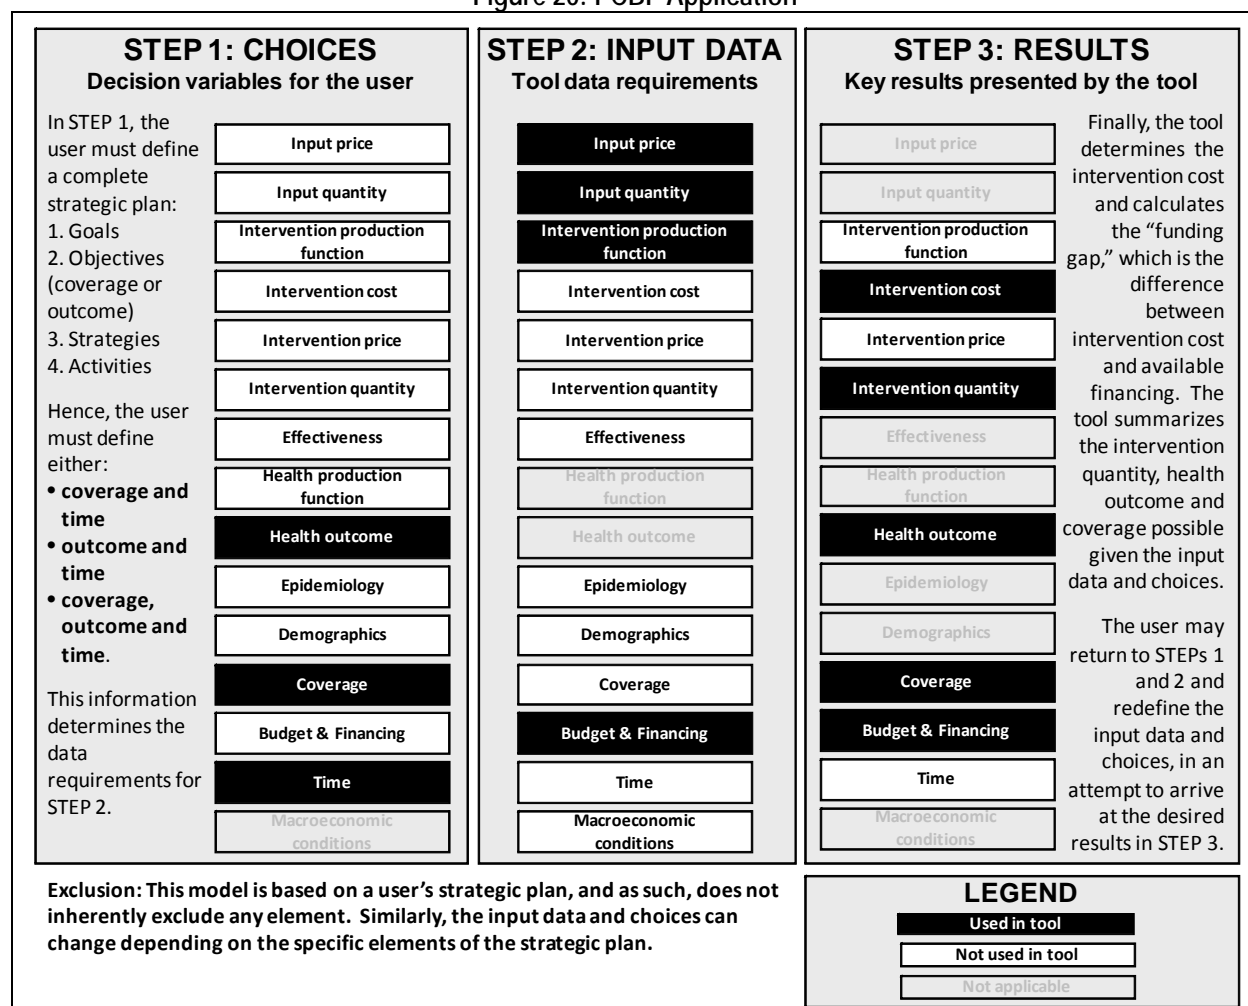 Figure 20: PCBP Application
STEP 1: CHOICES
Decision variables for the user
In STEP 1, the
user must define
a complete
strategic plan:
1. Goals
2. Objectives
(coverage or
outcome)
3. Strategies
4. Activities
Hence, the user
must define
either:
• coverage and
time
• outcome and
time
• coverage,
outcome and
time.
This information
determines the
data
requirements for
STEP 2.
Input price
Input quantity
Intervention production
function
Intervention cost
Intervention price
Intervention quantity
Effectiveness
Health production
function
Health outcome
Epidemiology
Demographics
Coverage
Budget & Financing
Time
Macroeconomic
conditions
STEP 2: INPUT DATA
Tool data requirements
Input price
Input quantity
Intervention production
function
Intervention cost
Intervention price
Intervention quantity
Effectiveness
Health production
function
Health outcome
Epidemiology
Demographics
Coverage
Budget & Financing
Time
Macroeconomic
conditions
STEP 3: RESULTS
Key results presented by the tool
Input price
Input quantity
Intervention production
function
Intervention cost
Intervention price
Intervention quantity
Effectiveness
Health production
function
Health outcome
Epidemiology
Demographics
Coverage
Budget & Financing
Time
Macroeconomic
conditions
Finally, the tool
determines the
intervention cost
and calculates
the “funding
gap,” which is the
difference
between
intervention cost
and available
financing. The
tool summarizes
the intervention
quantity, health
outcome and
coverage possible
given the input
data and choices.
The user may
return to STEPs 1
and 2 and
redefine the
input data and
choices, in an
attempt to arrive
at the desired
results in STEP 3.
Exclusion: This model is based on a user’s strategic plan, and as such, does not
inherently exclude any element. Similarly, the input data and choices can
change depending on the specific elements of the strategic plan.
LEGEND
Used in tool
Not used in tool
Not applicable